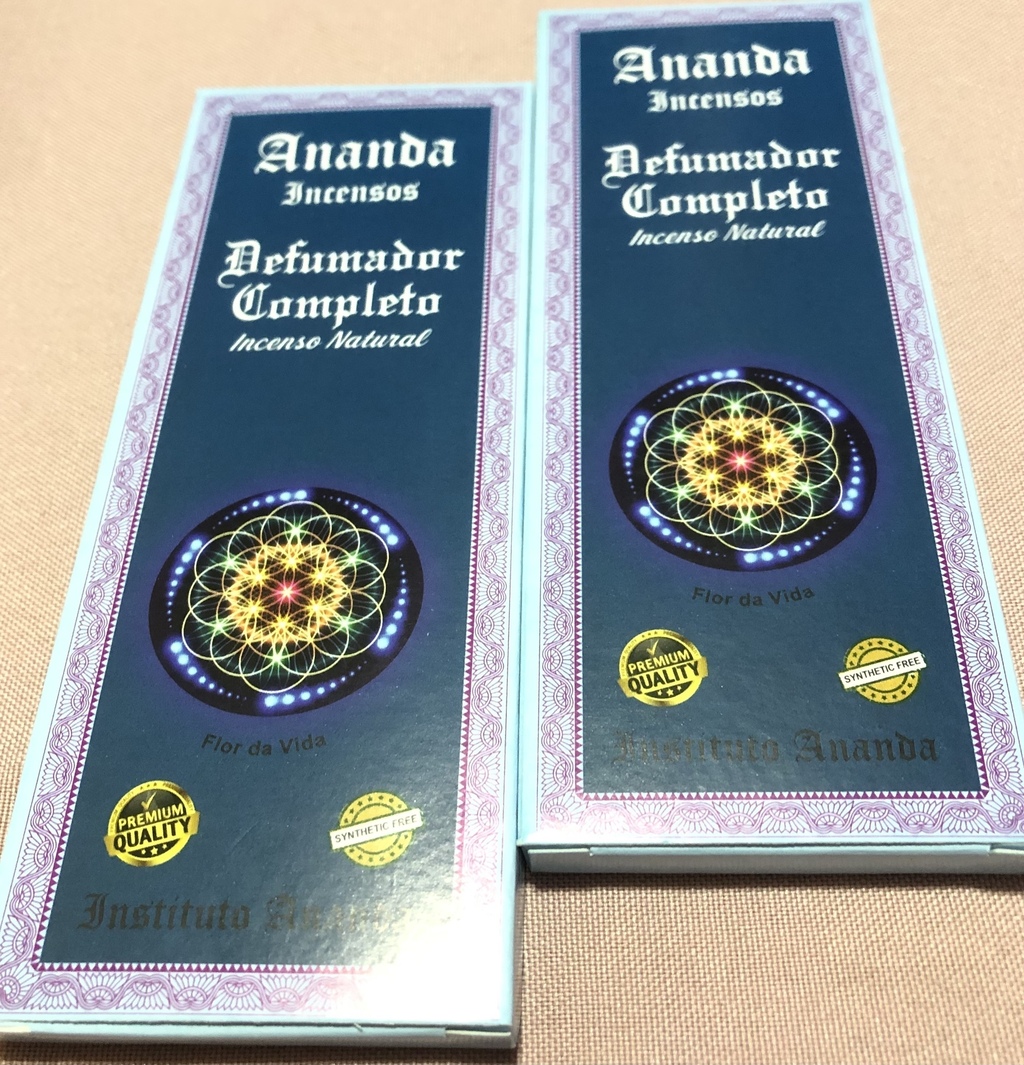 Ananda
Incensos
Defumador
Completo
Incenso Natural
Flor da Vida
PREMIUM
QUALITY
SYNTHETIC FREE
Instituto Ananda
Ananda
Incensos
Defumador
Completo
Incenso Natural
Flor da Vida
PREMIUM
QUALITY
SYNTHETIC FREE
Instituto Ananda